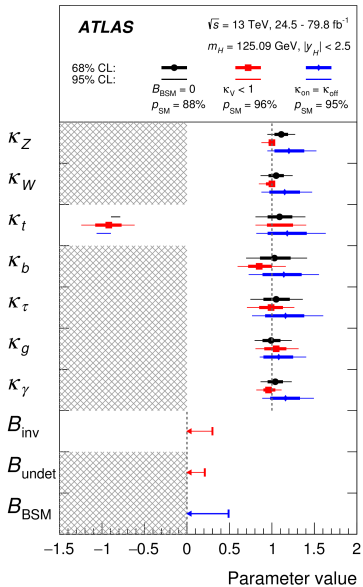 ATLAS
√s = 13 TeV, 24.5 - 79.8 fb⁻¹
m_H = 125.09 GeV, |y_H| < 2.5
68% CL:
95% CL:
B_BSM = 0 κ_V < 1 κ_on = κ_off
p_SM = 88% p_SM = 96% p_SM = 95%
κ_Z
κ_W
κ_t
κ_b
κ_τ
κ_g
κ_γ
B_inv
B_undet
B_BSM
−1.5 −1 −0.5 0 0.5 1 1.5 2
Parameter value